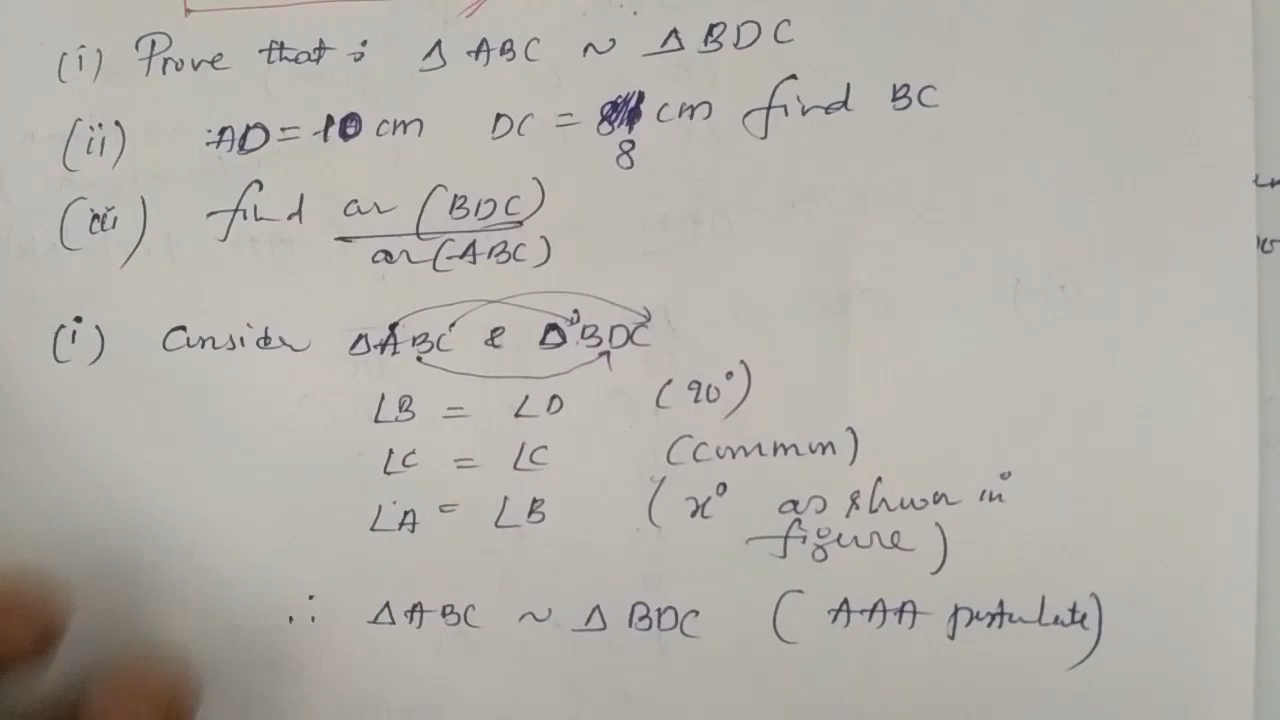 (i) Prove that : Δ ABC ~ Δ BDC
(ii) AD = 10 cm DC = 8 cm find BC
(iii) find ar (BDC)
ar (ABC)
(i) Consider ΔABC & ΔBDC
∠B = ∠D (90°)
∠C = ∠C (common)
∠A = ∠B (x° as shown in
figure)
∴ ΔABC ~ Δ BDC (AAA postulate)